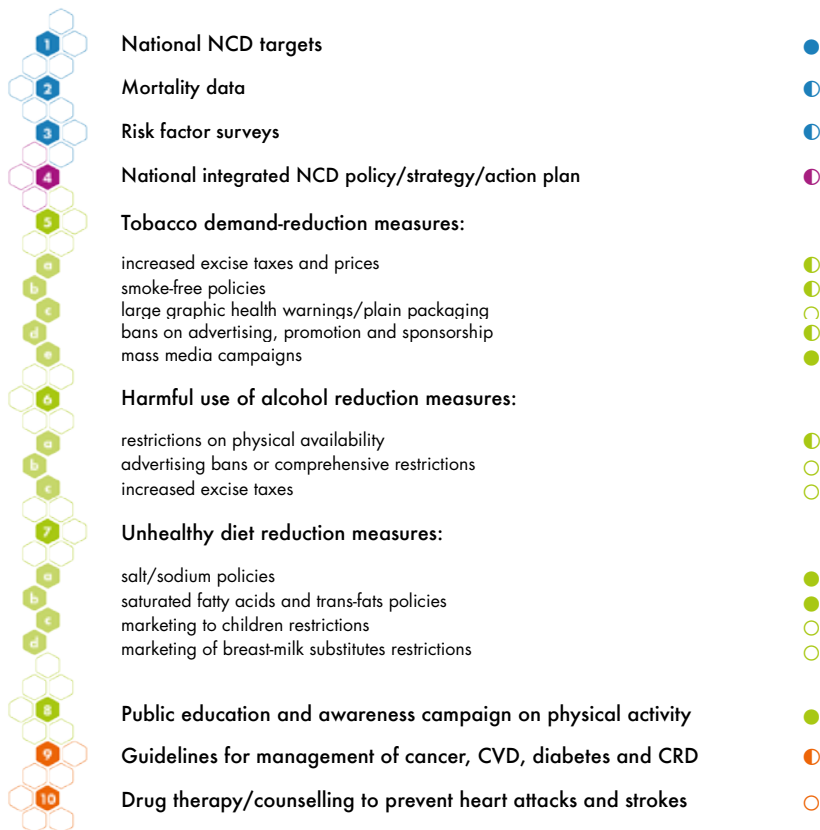 1 National NCD targets
2 Mortality data
3 Risk factor surveys
4 National integrated NCD policy/strategy/action plan
5 Tobacco demand-reduction measures:
a increased excise taxes and prices
b smoke-free policies
c large graphic health warnings/plain packaging
d bans on advertising, promotion and sponsorship
e mass media campaigns
6 Harmful use of alcohol reduction measures:
a restrictions on physical availability
b advertising bans or comprehensive restrictions
c increased excise taxes
7 Unhealthy diet reduction measures:
a salt/sodium policies
b saturated fatty acids and trans-fats policies
c marketing to children restrictions
d marketing of breast-milk substitutes restrictions
8 Public education and awareness campaign on physical activity
9 Guidelines for management of cancer, CVD, diabetes and CRD
10 Drug therapy/counselling to prevent heart attacks and strokes